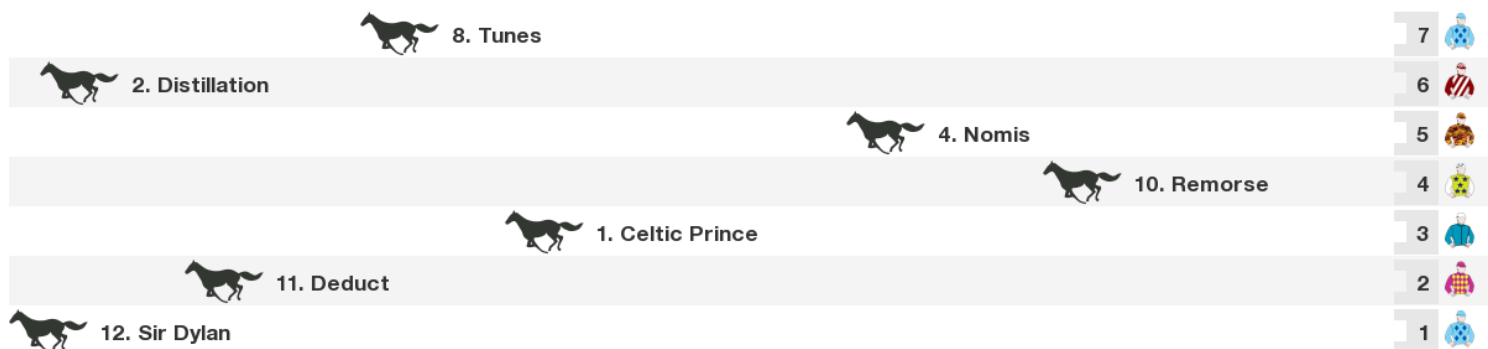 8. Tunes 7
2. Distillation 6
4. Nomis 5
10. Remorse 4
1. Celtic Prince 3
11. Deduct 2
12. Sir Dylan 1